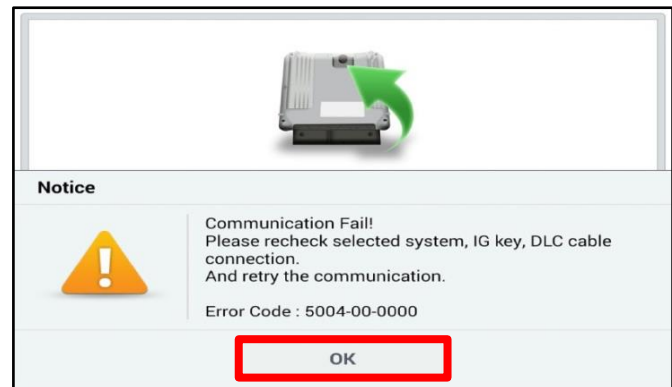 Notice
Communication Fail!
Please recheck selected system, IG key, DLC cable
connection.
And retry the communication.
Error Code : 5004-00-0000
OK